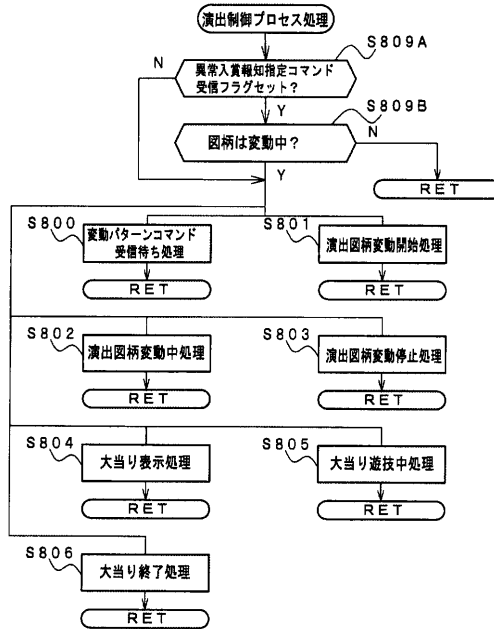 演出制御プロセス処理
S809A
N
異常入賞報知指定コマンド
受信フラグセット？
Y
S809B
図柄は変動中？
N
Y
RET
S800
変動パターンコマンド
受信待ち処理
RET
S801
演出図柄変動開始処理
RET
S802
演出図柄変動中処理
RET
S803
演出図柄変動停止処理
RET
S804
大当り表示処理
RET
S805
大当り遊技中処理
RET
S806
大当り終了処理
RET